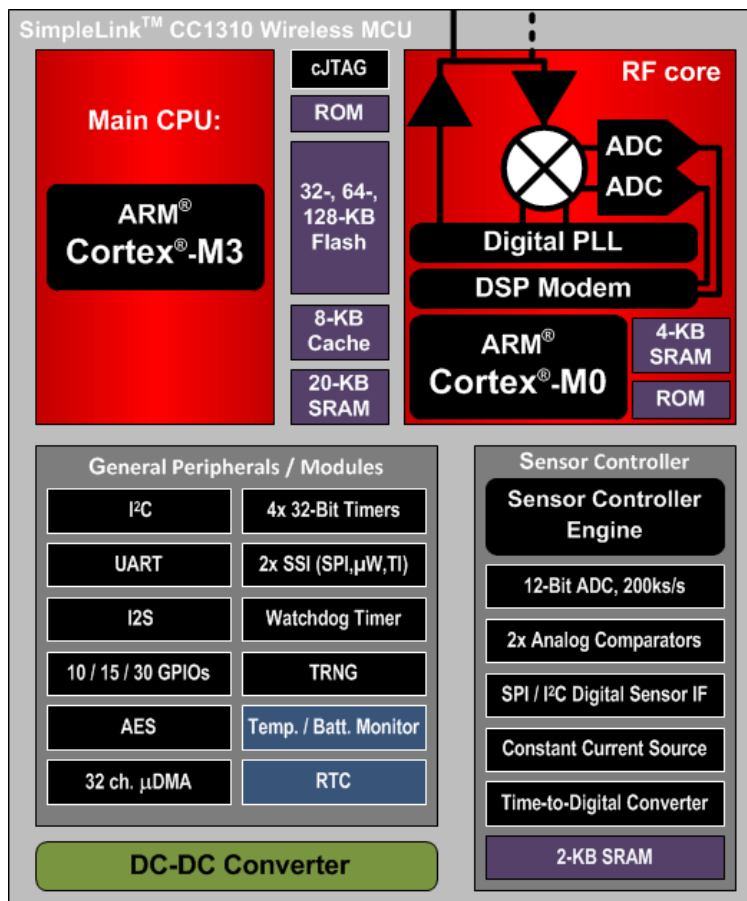 SimpleLink™ CC1310 Wireless MCU
Main CPU:
ARM®
Cortex®-M3
cJTAG
ROM
32-, 64-,
128-KB
Flash
8-KB
Cache
20-KB
SRAM
RF core
ADC
ADC
Digital PLL
DSP Modem
ARM®
Cortex®-M0
4-KB
SRAM
ROM
General Peripherals / Modules
I²C
4x 32-Bit Timers
UART
2x SSI (SPI,µW,TI)
I2S
Watchdog Timer
10 / 15 / 30 GPIOs
TRNG
AES
Temp. / Batt. Monitor
32 ch. µDMA
RTC
Sensor Controller
Sensor Controller
Engine
12-Bit ADC, 200ks/s
2x Analog Comparators
SPI / I²C Digital Sensor IF
Constant Current Source
Time-to-Digital Converter
2-KB SRAM
DC-DC Converter